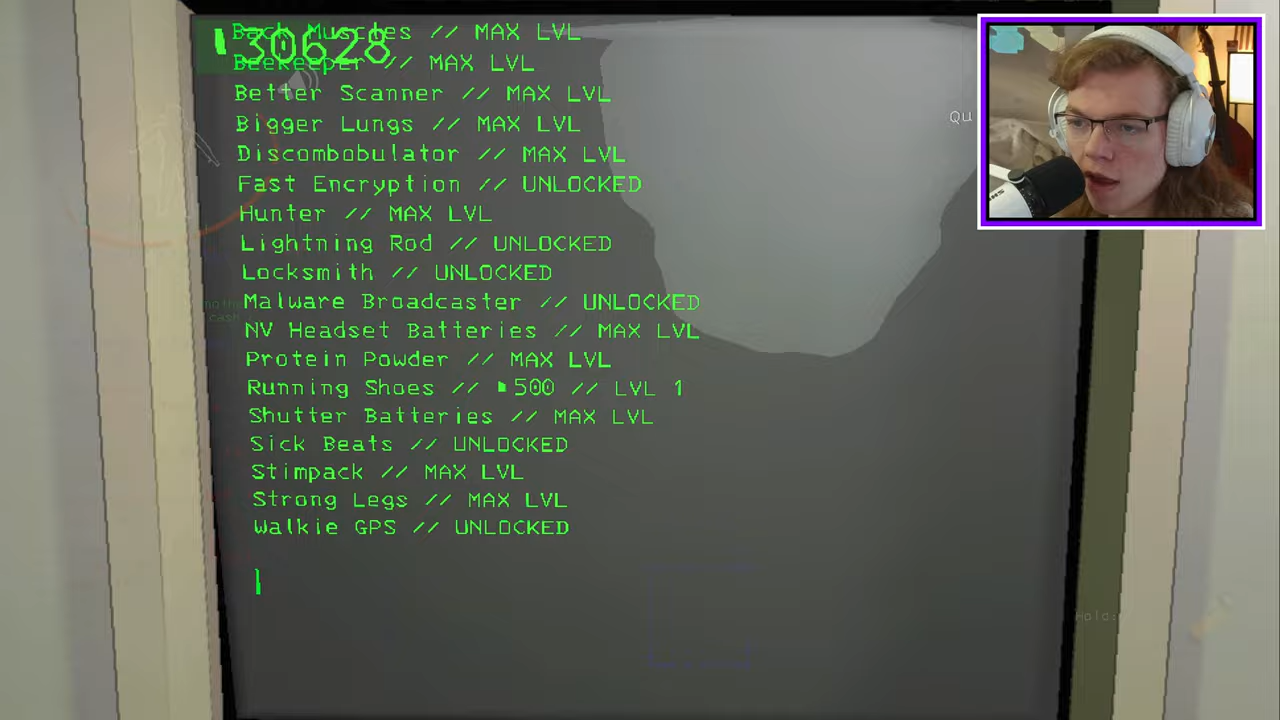 Back Muscles // MAX LVL
30628
Beekeeper // MAX LVL
Better Scanner // MAX LVL
Bigger Lungs // MAX LVL
Discombobulator // MAX LVL
Fast Encryption // UNLOCKED
Hunter // MAX LVL
Lightning Rod // UNLOCKED
Locksmith // UNLOCKED
Malware Broadcaster // UNLOCKED
NV Headset Batteries // MAX LVL
Protein Powder // MAX LVL
Running Shoes // ▘500 // LVL 1
Shutter Batteries // MAX LVL
Sick Beats // UNLOCKED
Stimpack // MAX LVL
Strong Legs // MAX LVL
Walkie GPS // UNLOCKED
Qu
Hold: